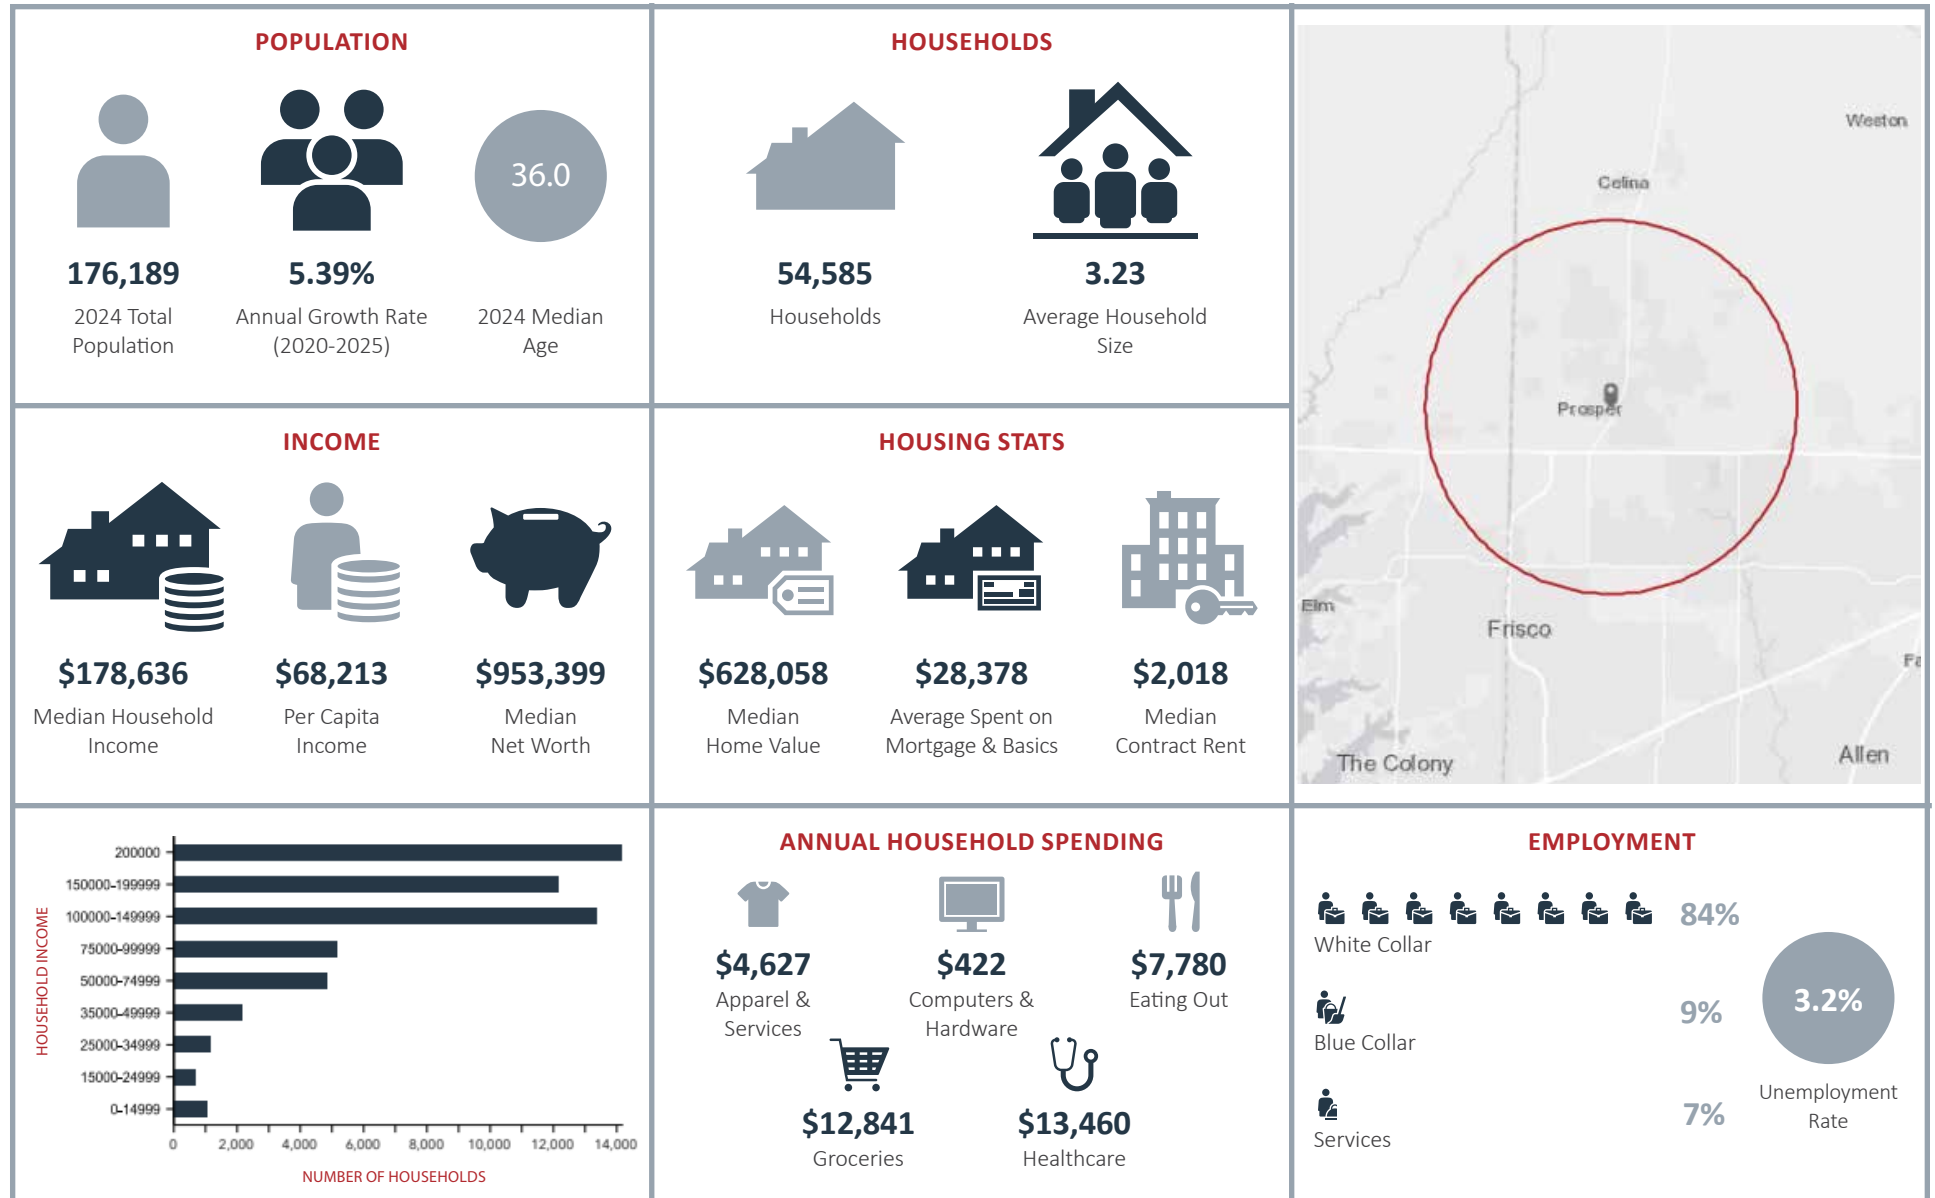 POPULATION
36.0
176,189
2024 Total
Population
5.39%
Annual Growth Rate
(2020-2025)
2024 Median
Age
HOUSEHOLDS
54,585
Households
3.23
Average Household
Size
Weston
Celina
Prosper
Elm
Frisco
Fa
The Colony
Allen
INCOME
$178,636
Median Household
Income
$68,213
Per Capita
Income
$953,399
Median
Net Worth
HOUSING STATS
$628,058
Median
Home Value
$28,378
Average Spent on
Mortgage & Basics
$2,018
Median
Contract Rent
HOUSEHOLD INCOME
200000
150000-199999
100000-149999
75000-99999
50000-74999
35000-49999
25000-34999
15000-24999
0-14999
0 2,000 4,000 6,000 8,000 10,000 12,000 14,000
NUMBER OF HOUSEHOLDS
ANNUAL HOUSEHOLD SPENDING
$4,627
Apparel &
Services
$422
Computers &
Hardware
$7,780
Eating Out
$12,841
Groceries
$13,460
Healthcare
EMPLOYMENT
84%
White Collar
9%
Blue Collar
7%
Services
3.2%
Unemployment
Rate